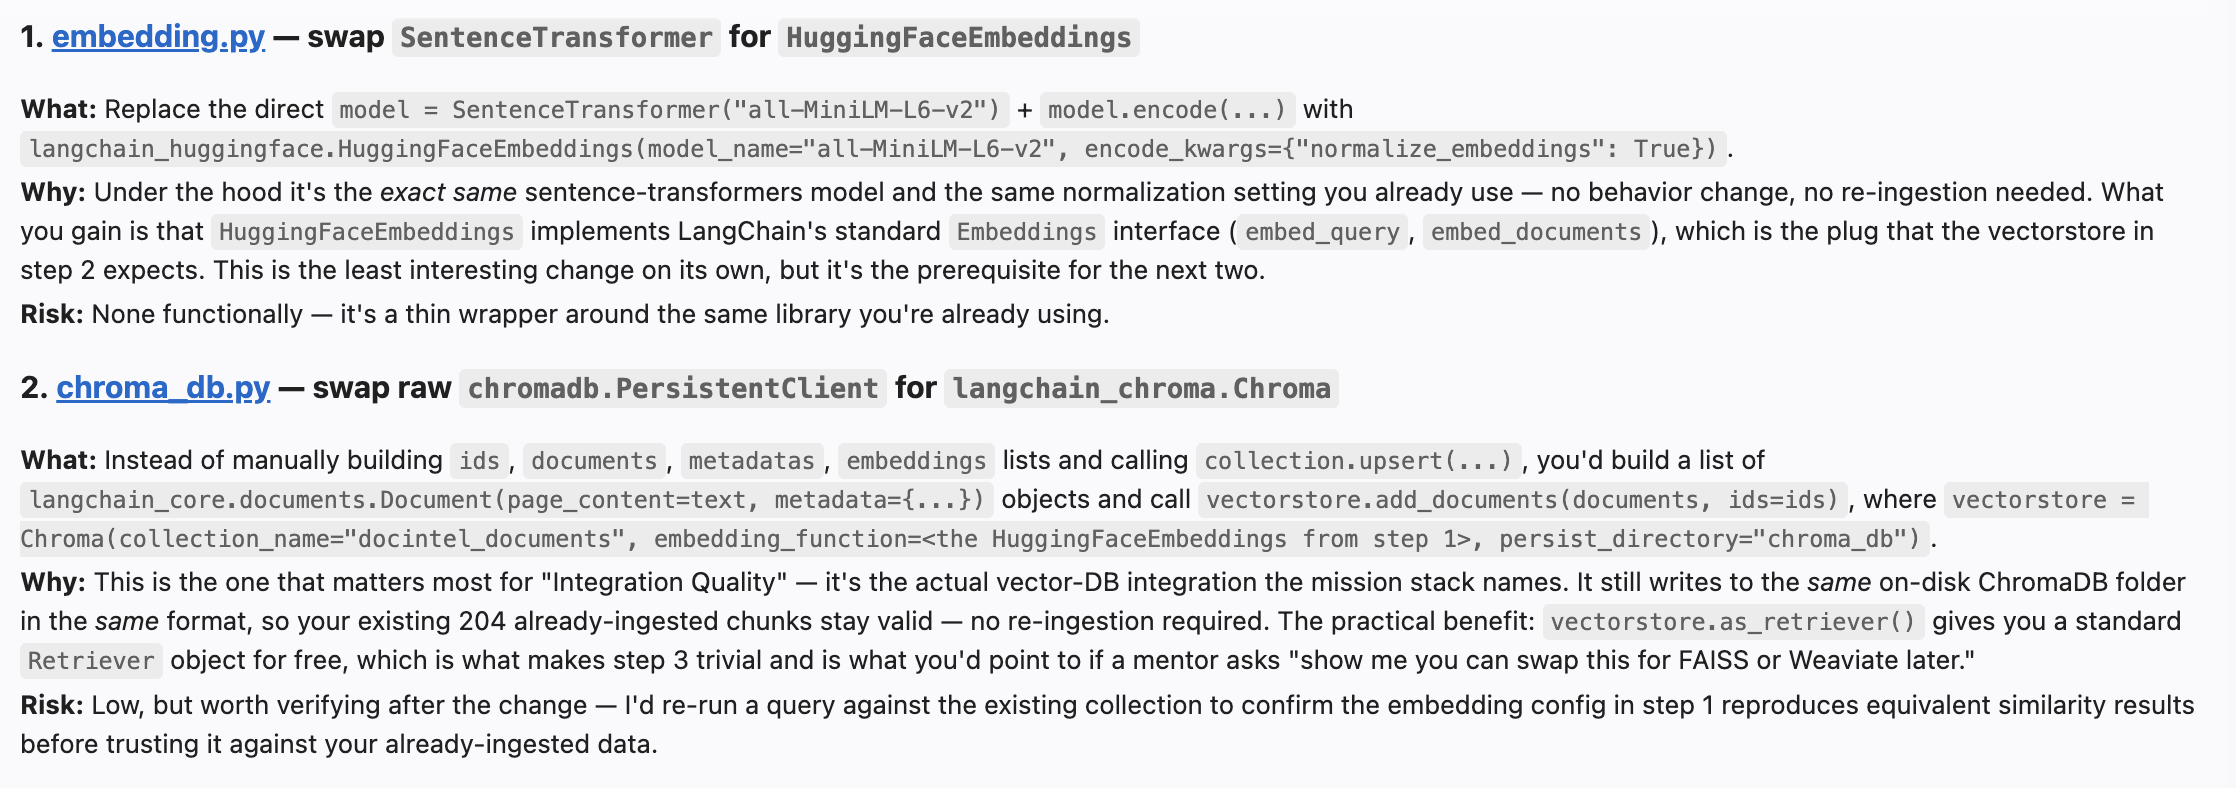 1. embedding.py — swap SentenceTransformer for HuggingFaceEmbeddings
What: Replace the direct model = SentenceTransformer("all-MiniLM-L6-v2") + model.encode(...) with
langchain_huggingface.HuggingFaceEmbeddings(model_name="all-MiniLM-L6-v2", encode_kwargs={"normalize_embeddings": True}).
Why: Under the hood it's the exact same sentence-transformers model and the same normalization setting you already use — no behavior change, no re-ingestion needed. What
you gain is that HuggingFaceEmbeddings implements LangChain's standard Embeddings interface (embed_query, embed_documents), which is the plug that the vectorstore in
step 2 expects. This is the least interesting change on its own, but it's the prerequisite for the next two.
Risk: None functionally — it's a thin wrapper around the same library you're already using.
2. chroma_db.py — swap raw chromadb.PersistentClient for langchain_chroma.Chroma
What: Instead of manually building ids, documents, metadatas, embeddings lists and calling collection.upsert(...), you'd build a list of
langchain_core.documents.Document(page_content=text, metadata={...}) objects and call vectorstore.add_documents(documents, ids=ids), where vectorstore =
Chroma(collection_name="docintel_documents", embedding_function=<the HuggingFaceEmbeddings from step 1>, persist_directory="chroma_db").
Why: This is the one that matters most for "Integration Quality" — it's the actual vector-DB integration the mission stack names. It still writes to the same on-disk ChromaDB folder
in the same format, so your existing 204 already-ingested chunks stay valid — no re-ingestion required. The practical benefit: vectorstore.as_retriever() gives you a standard
Retriever object for free, which is what makes step 3 trivial and is what you'd point to if a mentor asks "show me you can swap this for FAISS or Weaviate later."
Risk: Low, but worth verifying after the change — I'd re-run a query against the existing collection to confirm the embedding config in step 1 reproduces equivalent similarity results
before trusting it against your already-ingested data.